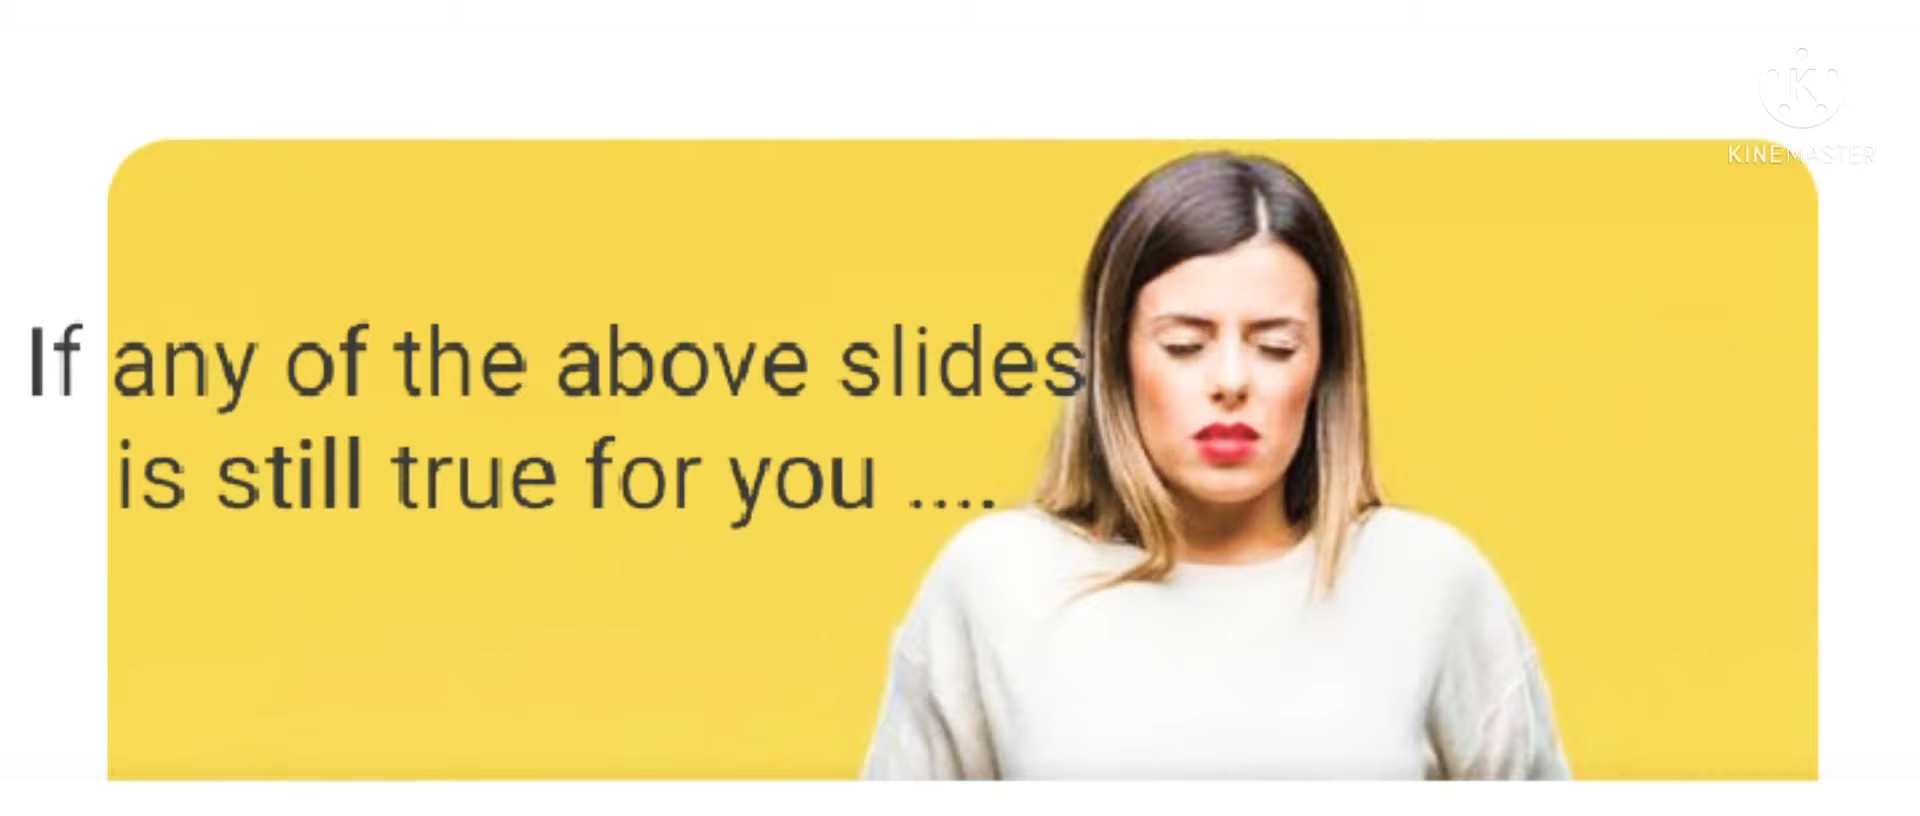 KINEMASTER
If any of the above slides
is still true for you ....